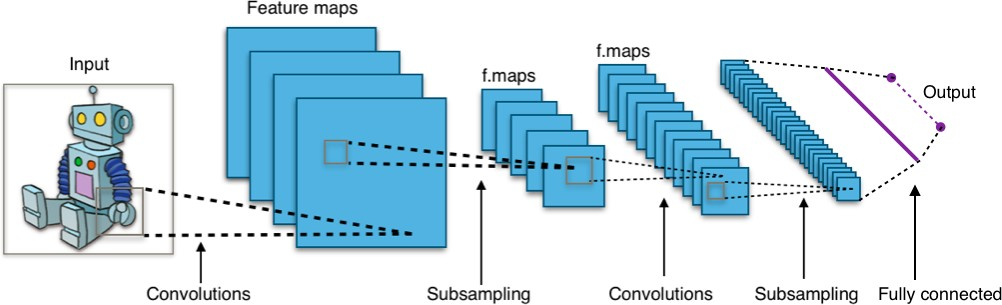 Feature maps
Input
f.maps
f.maps
Output
Convolutions
Subsampling
Convolutions
Subsampling
Fully connected